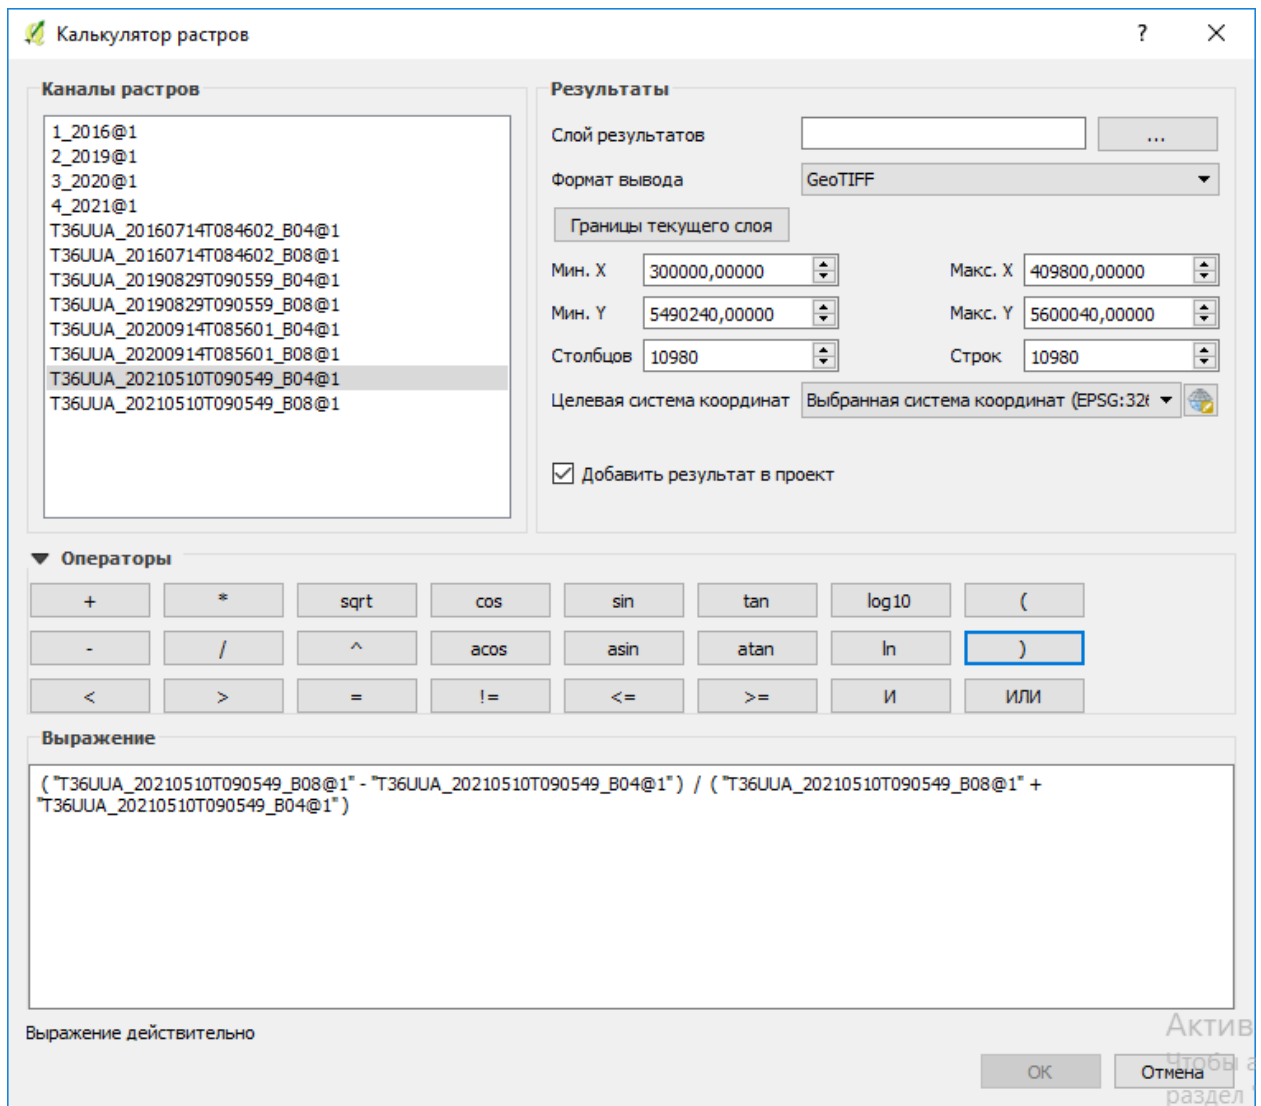 Калькулятор растров
?
Каналы растров
1_2016@1
2_2019@1
3_2020@1
4_2021@1
T36UUA_20160714T084602_B04@1
T36UUA_20160714T084602_B08@1
T36UUA_20190829T090559_B04@1
T36UUA_20190829T090559_B08@1
T36UUA_20200914T085601_B04@1
T36UUA_20200914T085601_B08@1
T36UUA_20210510T090549_B04@1
T36UUA_20210510T090549_B08@1
Результаты
Слой результатов
...
Формат вывода GeoTIFF
Границы текущего слоя
Мин. X 300000,00000 Макс. X 409800,00000
Мин. Y 5490240,00000 Макс. Y 5600040,00000
Столбцов 10980 Строк 10980
Целевая система координат Выбранная система координат (EPSG:326
Добавить результат в проект
Операторы
+ * sqrt cos sin tan log10 (
- / ^ acos asin atan ln )
< > = != <= >= И ИЛИ
Выражение
( "T36UUA_20210510T090549_B08@1" - "T36UUA_20210510T090549_B04@1" ) / ( "T36UUA_20210510T090549_B08@1" +
"T36UUA_20210510T090549_B04@1" )
Выражение действительно
Актив
Чтобы а
OK Отмена
раздел